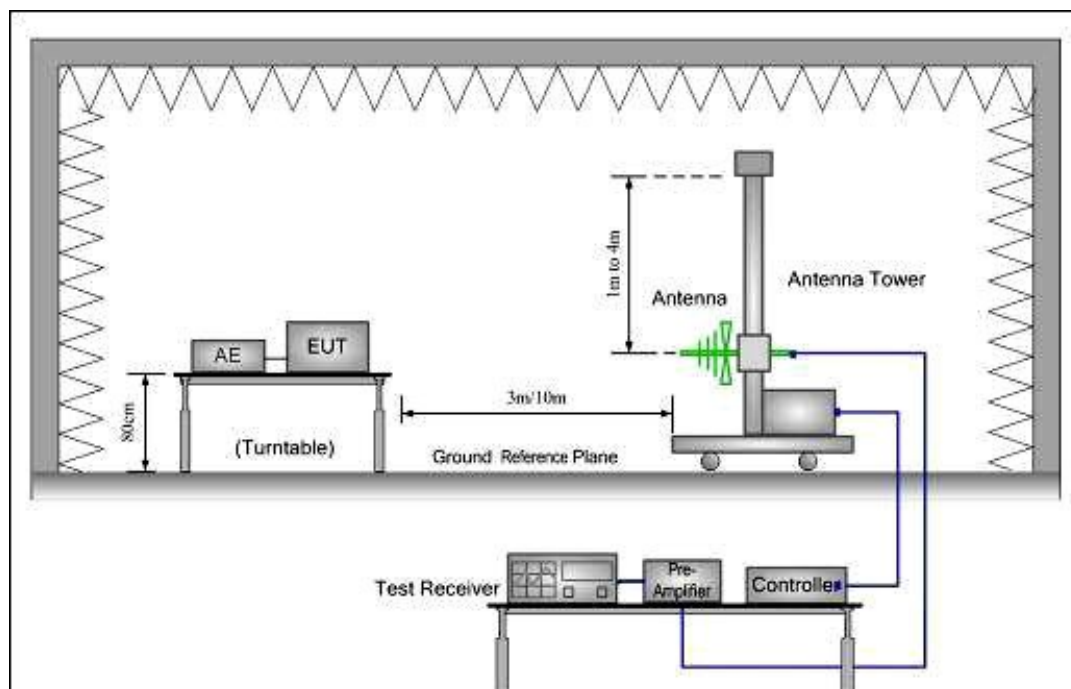 1m to 4m
Antenna Tower
Antenna
AE
EUT
80cm
3m/10m
(Turntable)
Ground Reference Plane
Test Receiver
Pre-
Amplifier
Controller